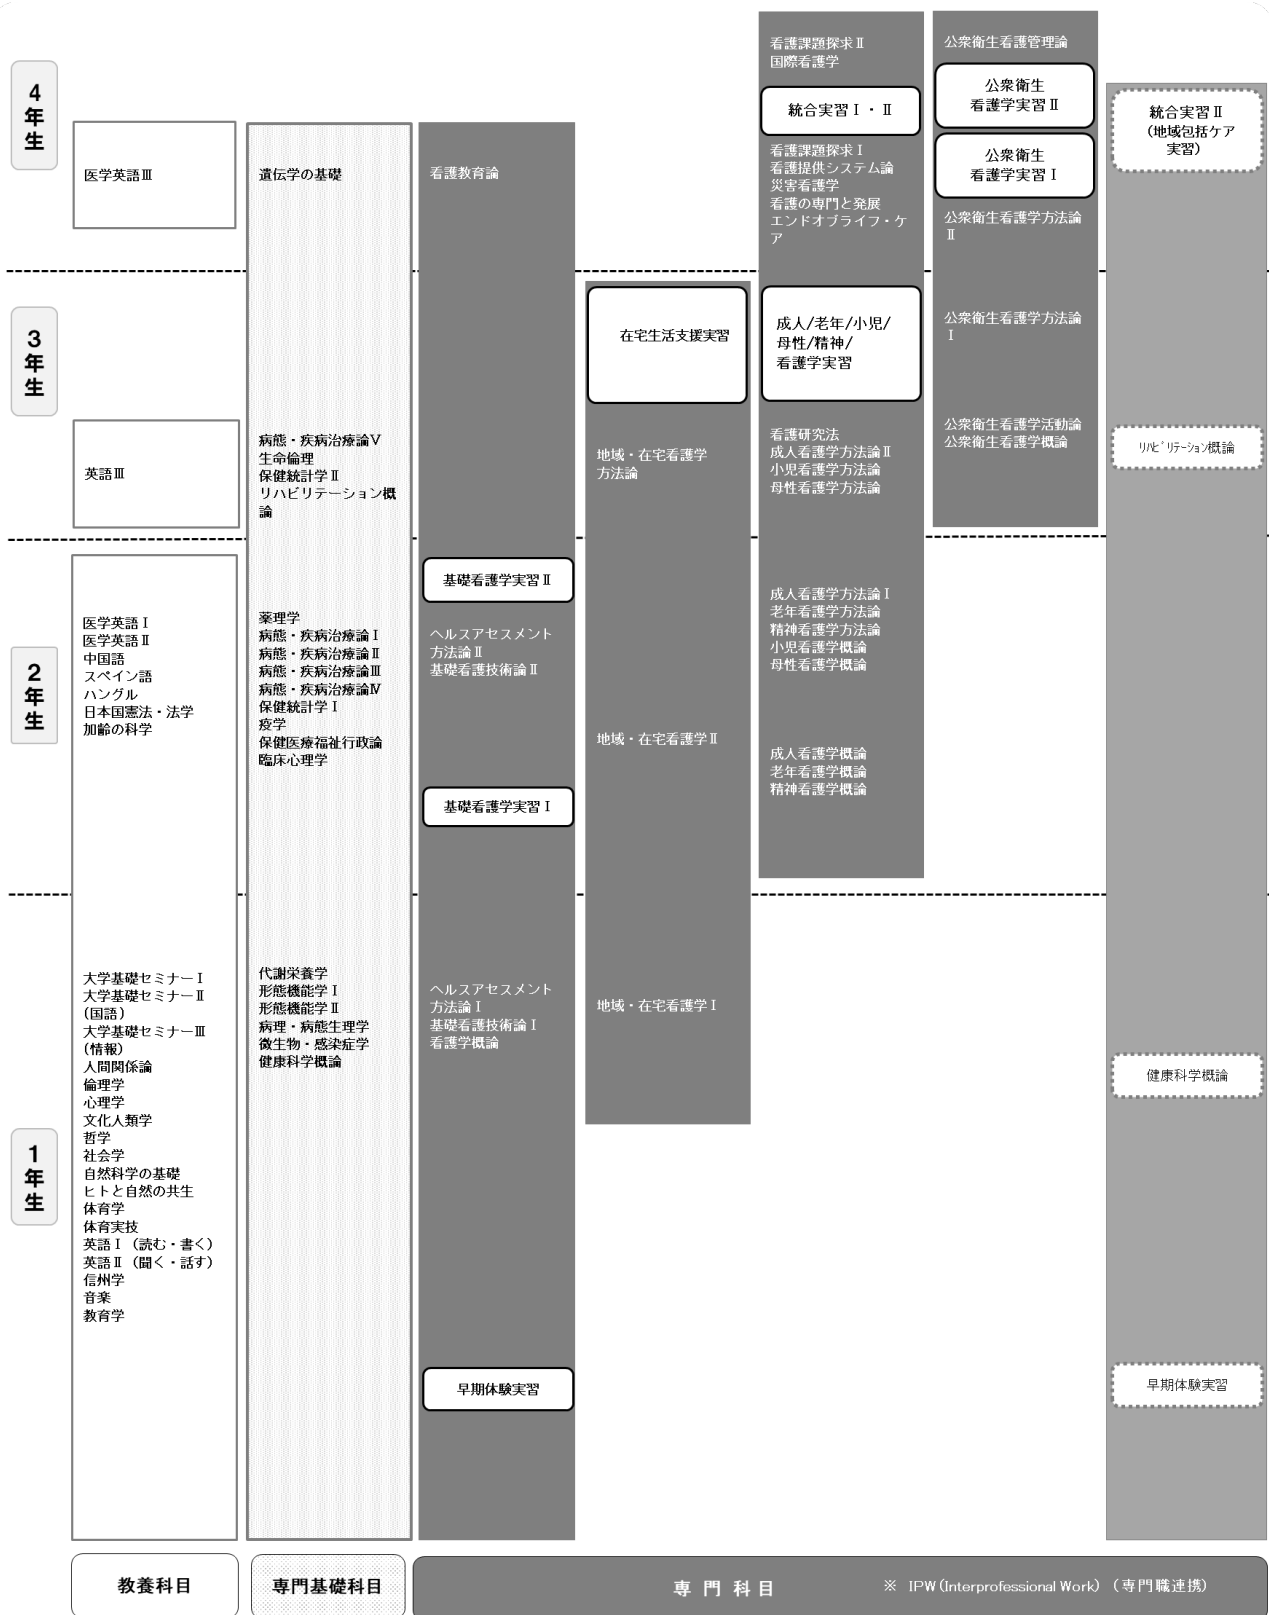 4
年
生
医学英語Ⅲ
遺伝学の基礎
看護教育論
看護課題探求Ⅱ
国際看護学
統合実習Ⅰ・Ⅱ
看護課題探求Ⅰ
看護提供システム論
災害看護学
看護の専門と発展
エンドオブライフ・ケ
ア
公衆衛生看護管理論
公衆衛生
看護学実習Ⅱ
公衆衛生
看護学実習Ⅰ
公衆衛生看護学方法論
Ⅱ
統合実習Ⅱ
（地域包括ケア
実習）
3
年
生
英語Ⅲ
病態・疾病治療論Ⅴ
生命倫理
保健統計学Ⅱ
リハビリテーション概
論
在宅生活支援実習
地域・在宅看護学
方法論
成人/老年/小児/
母性/精神/
看護学実習
看護研究法
成人看護学方法論Ⅱ
小児看護学方法論
母性看護学方法論
公衆衛生看護学方法論
Ⅰ
公衆衛生看護学活動論
公衆衛生看護学概論
ﾘﾊﾋﾞﾘﾃｰｼｮﾝ概論
2
年
生
医学英語Ⅰ
医学英語Ⅱ
中国語
スペイン語
ハングル
日本国憲法・法学
加齢の科学
薬理学
病態・疾病治療論Ⅰ
病態・疾病治療論Ⅱ
病態・疾病治療論Ⅲ
病態・疾病治療論Ⅳ
保健統計学Ⅰ
疫学
保健医療福祉行政論
臨床心理学
基礎看護学実習Ⅱ
ヘルスアセスメント
方法論Ⅱ
基礎看護技術論Ⅱ
基礎看護学実習Ⅰ
地域・在宅看護学Ⅱ
成人看護学方法論Ⅰ
老年看護学方法論
精神看護学方法論
小児看護学概論
母性看護学概論
成人看護学概論
老年看護学概論
精神看護学概論
1
年
生
大学基礎セミナーⅠ
大学基礎セミナーⅡ
（国語）
大学基礎セミナーⅢ
（情報）
人間関係論
倫理学
心理学
文化人類学
哲学
社会学
自然科学の基礎
ヒトと自然の共生
体育学
体育実技
英語Ⅰ（読む・書く）
英語Ⅱ（聞く・話す）
信州学
音楽
教育学
代謝栄養学
形態機能学Ⅰ
形態機能学Ⅱ
病理・病態生理学
微生物・感染症学
健康科学概論
ヘルスアセスメント
方法論Ⅰ
基礎看護技術論Ⅰ
看護学概論
早期体験実習
地域・在宅看護学Ⅰ
健康科学概論
早期体験実習
教養科目
専門基礎科目
専門科目
※ IPW(Interprofessional Work)（専門職連携）